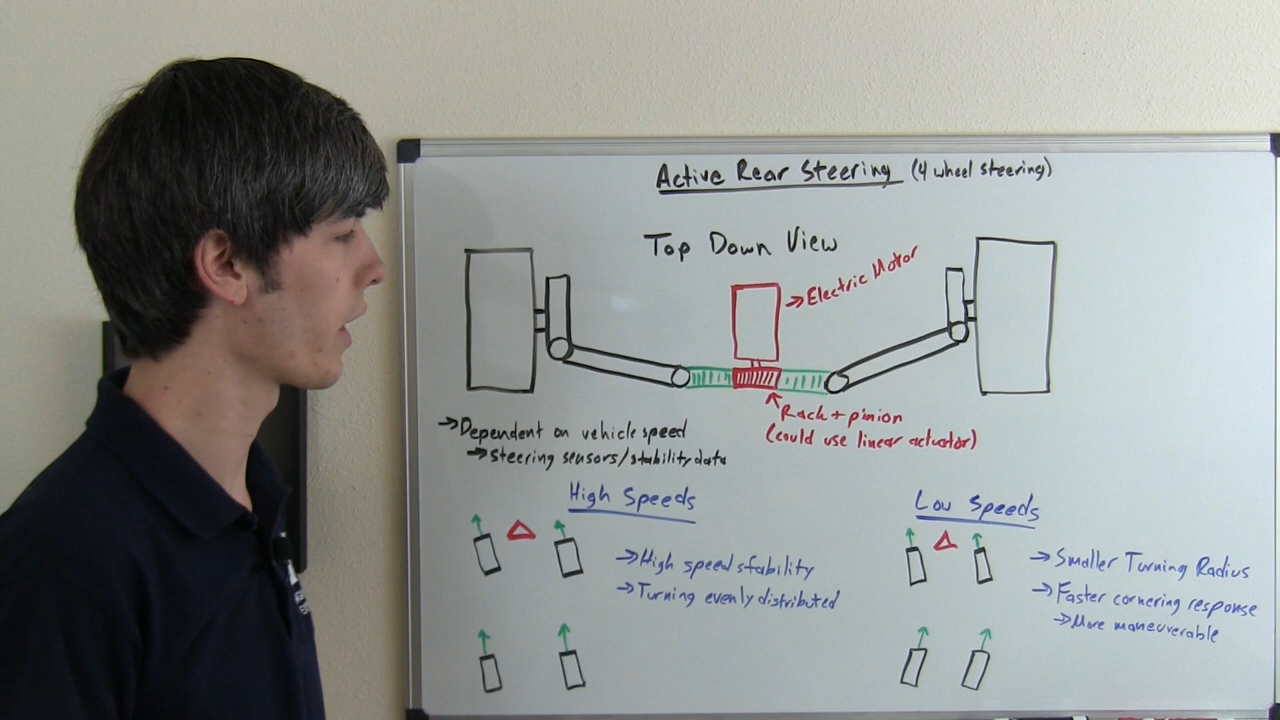 Active Rear Steering (4 wheel steering)
Top Down View
→ Electric Motor
Rack + pinion
(could use linear actuator)
→ Dependent on vehicle speed
→ steering sensors/stability data
High Speeds
→ High speed stability
→ Turning evenly distributed
Low Speeds
→ Smaller Turning Radius
→ Faster cornering response
→ More maneuverable